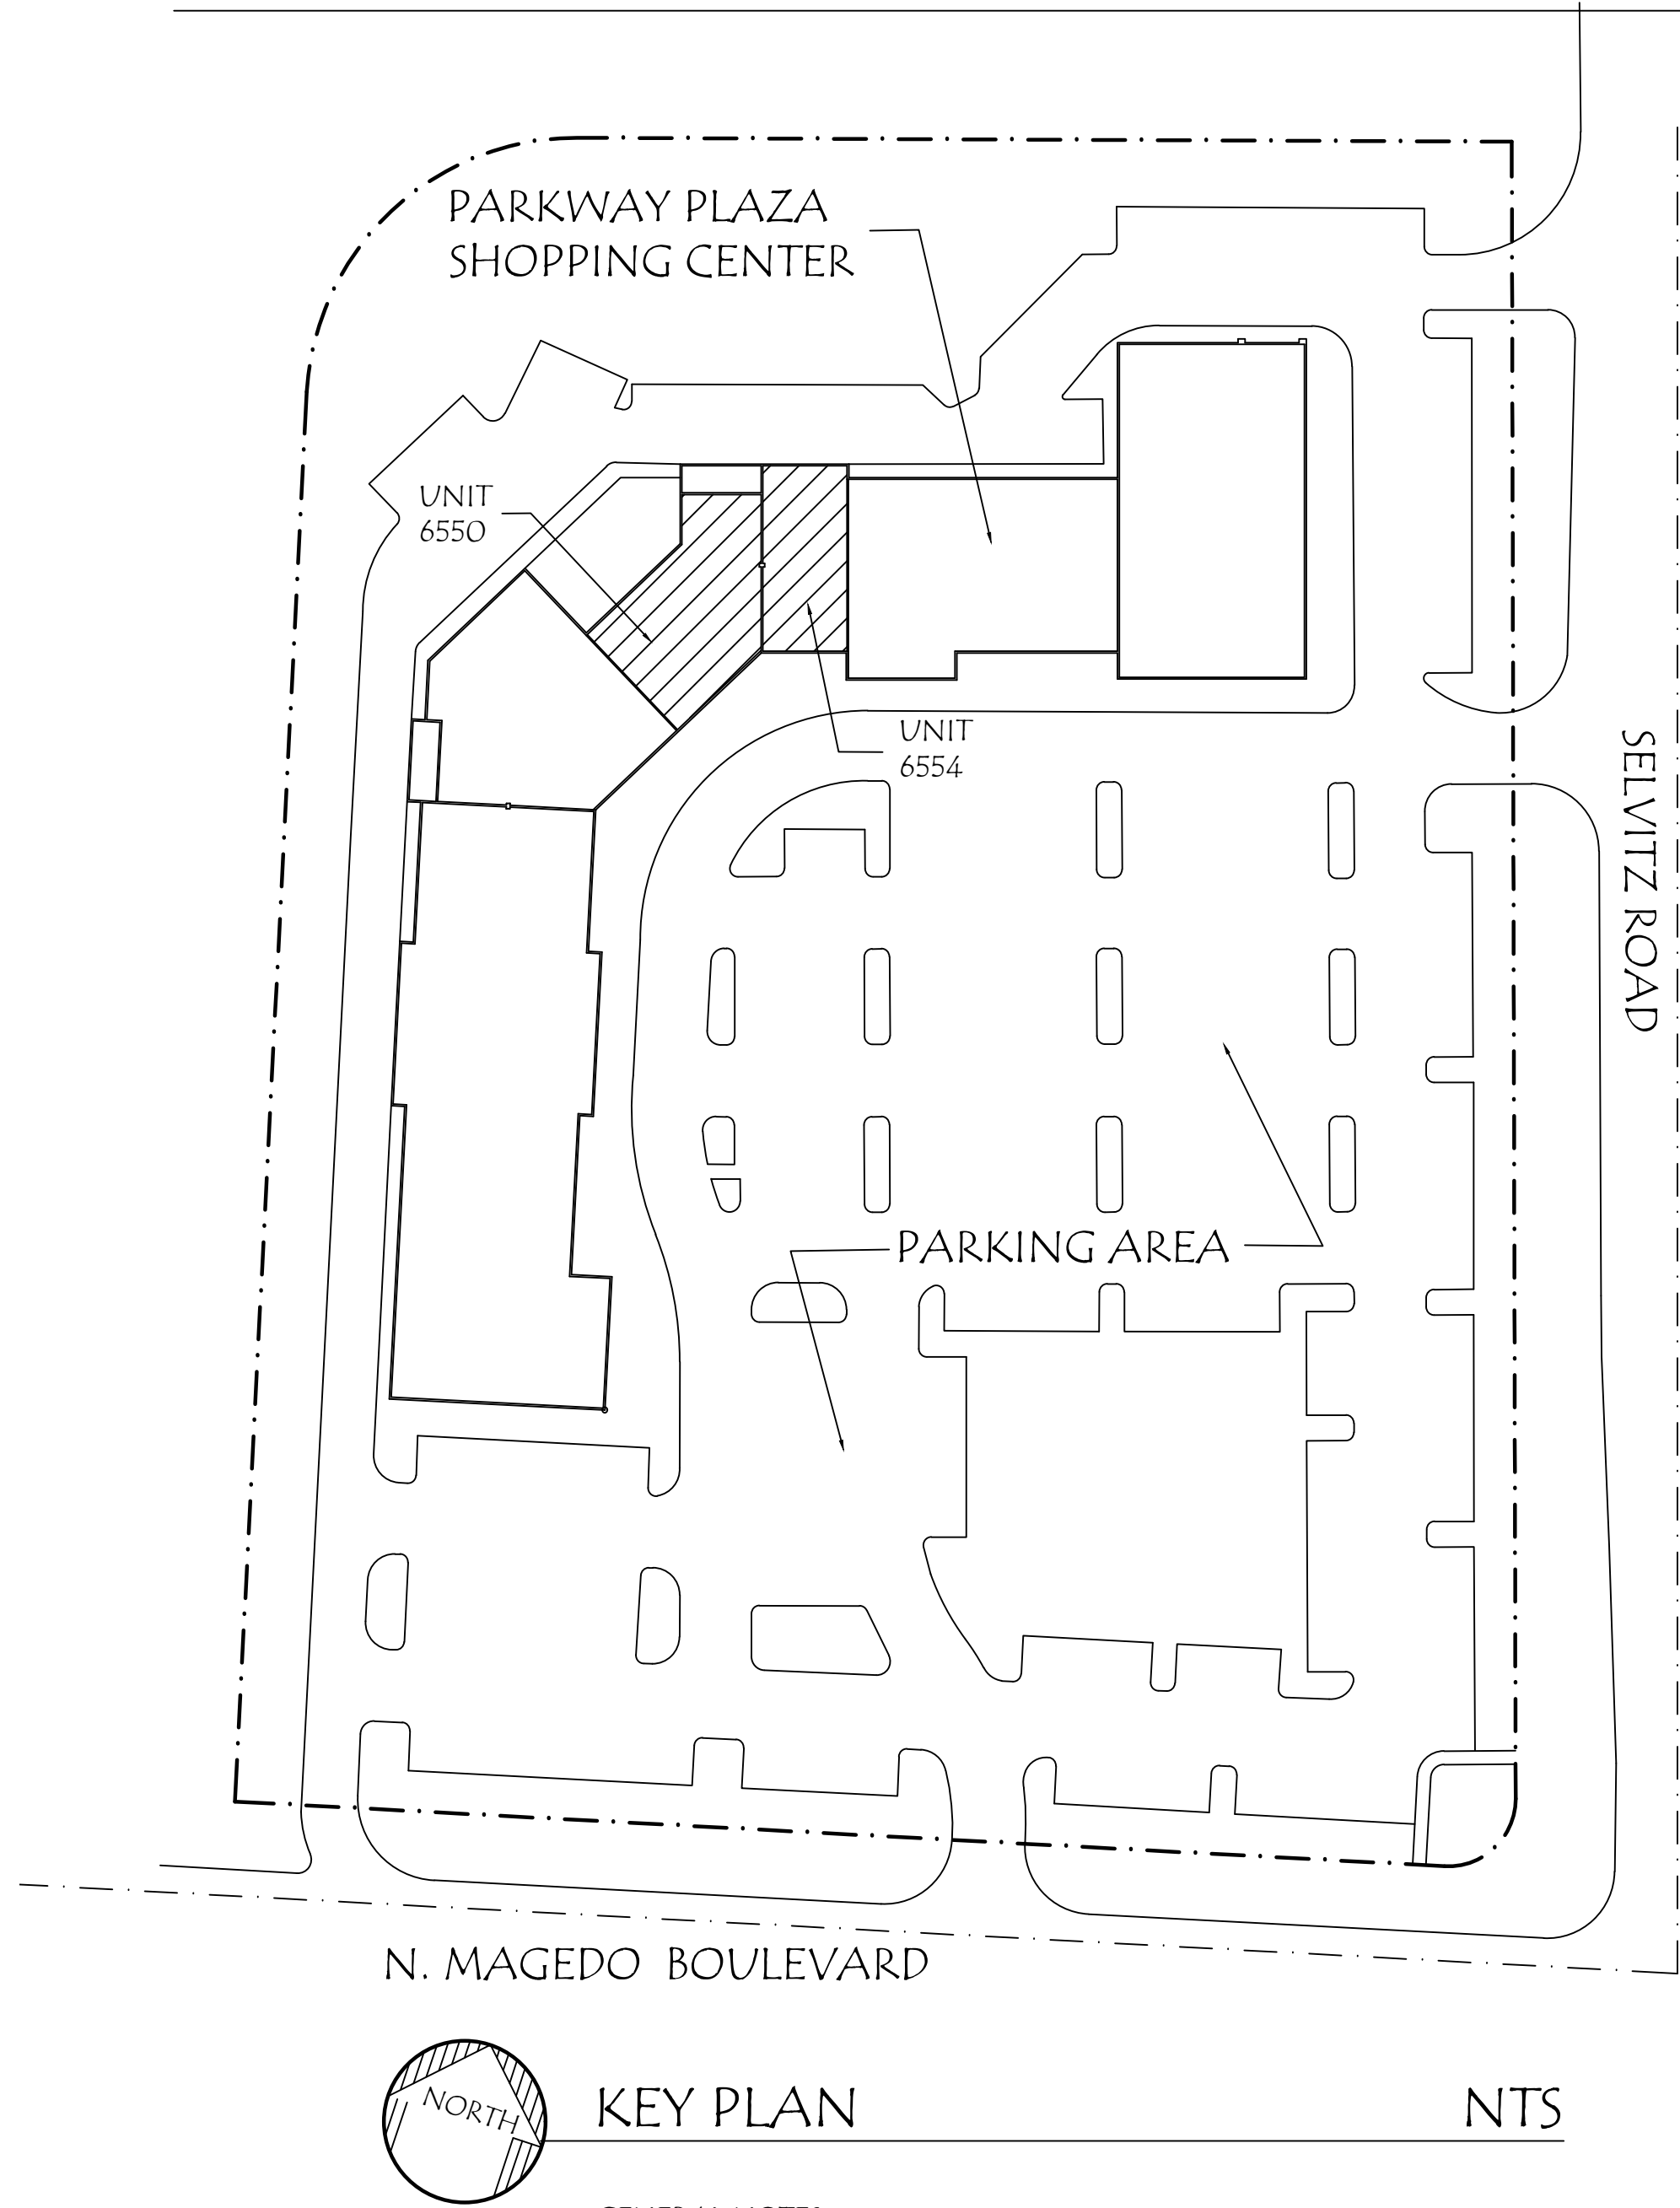 PARKWAY PLAZA
SHOPPING CENTER
UNIT
6550
UNIT
6554
SELVITZ ROAD
PARKING AREA
N. MAGEDO BOULEVARD
NORTH
KEY PLAN
NTS